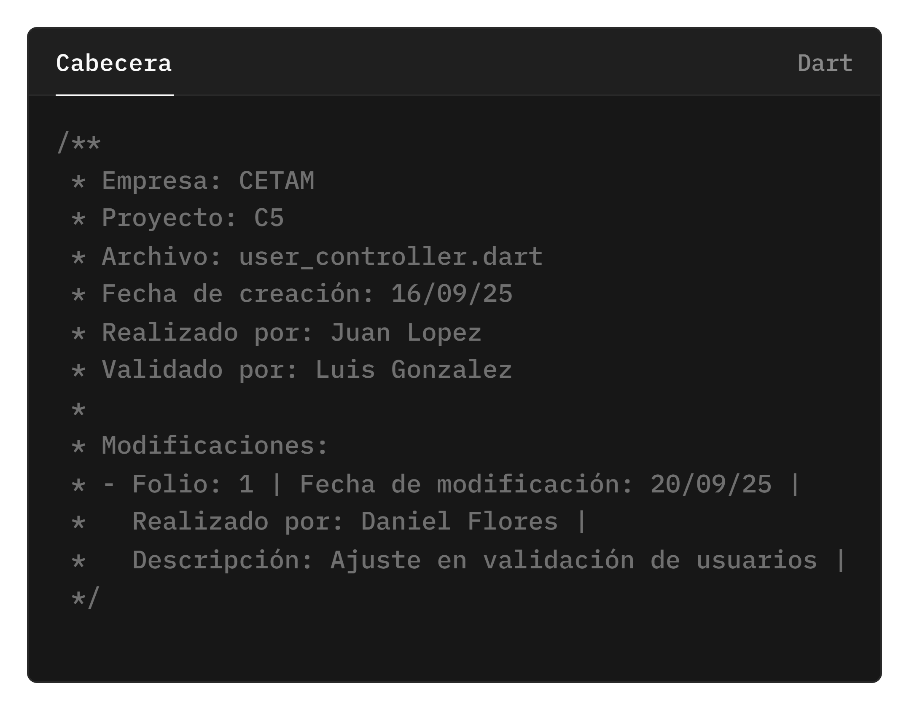 Cabecera
Dart
/**
 * Empresa: CETAM
 * Proyecto: C5
 * Archivo: user_controller.dart
 * Fecha de creación: 16/09/25
 * Realizado por: Juan Lopez
 * Validado por: Luis Gonzalez
 *
 * Modificaciones:
 * - Folio: 1 | Fecha de modificación: 20/09/25 |
 *   Realizado por: Daniel Flores |
 *   Descripción: Ajuste en validación de usuarios |
 */